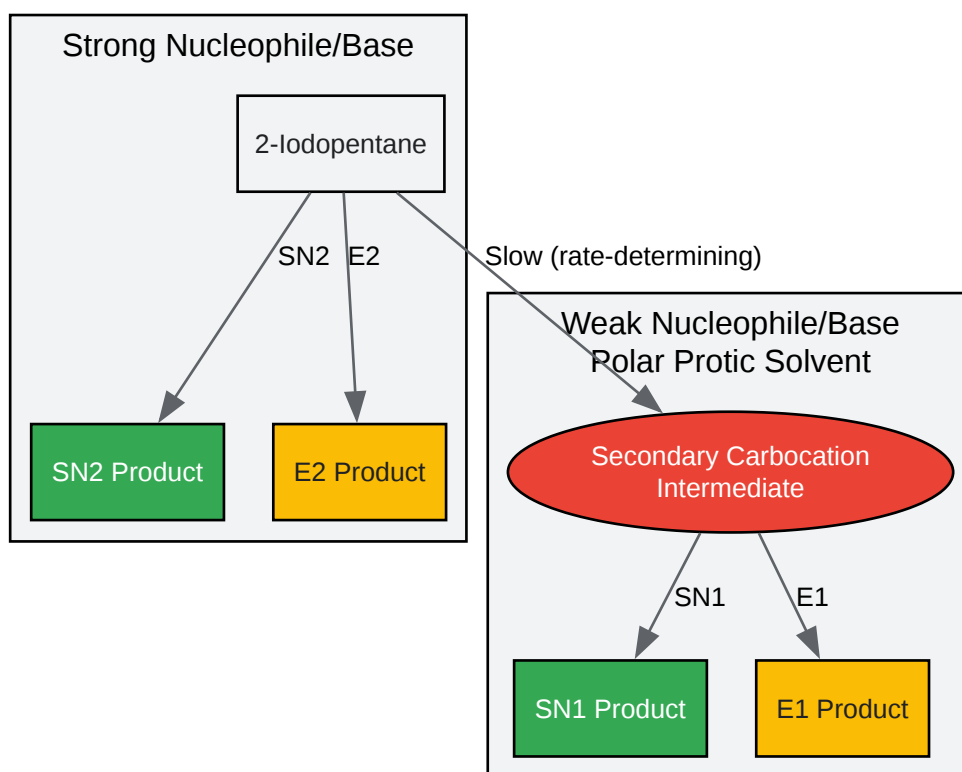 Strong Nucleophile/Base
2-Iodopentane
SN2
E2
Slow (rate-determining)
Weak Nucleophile/Base
Polar Protic Solvent
SN2 Product
E2 Product
Secondary Carbocation
Intermediate
SN1
E1
SN1 Product
E1 Product